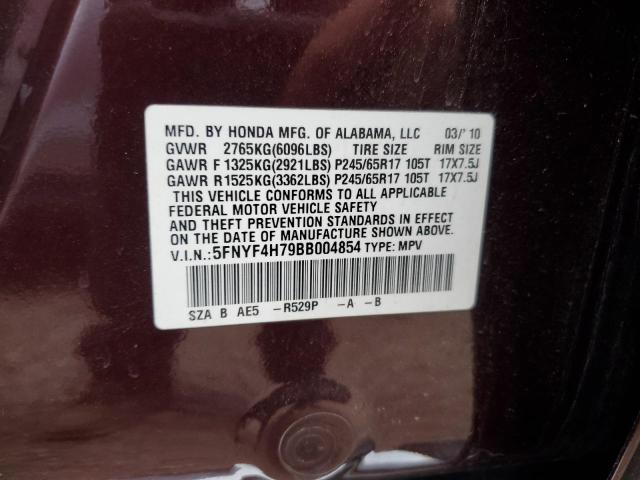 MFD. BY HONDA MFG. OF ALABAMA, LLC 03/'10
GVWR 2765KG(6096LBS) TIRE SIZE RIM SIZE
GAWR F 1325KG(2921LBS) P245/65R17 105T 17X7.5J
GAWR R 1525KG(3362LBS) P245/65R17 105T 17X7.5J
THIS VEHICLE CONFORMS TO ALL APPLICABLE
FEDERAL MOTOR VEHICLE SAFETY
AND THEFT PREVENTION STANDARDS IN EFFECT
ON THE DATE OF MANUFACTURE SHOWN ABOVE.
V.I.N.: 5FNYF4H79BB004854 TYPE: MPV
SZA B AE5 -R529P -A -B